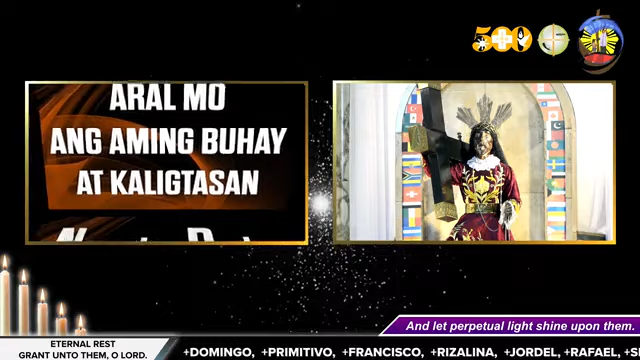 500
ARAL MO
ANG AMING BUHAY
AT KALIGTASAN
And let perpetual light shine upon them.
ETERNAL REST
GRANT UNTO THEM, O LORD.
+DOMINGO, +PRIMITIVO, +FRANCISCO, +RIZALINA, +JORDEL, +RAFAEL,